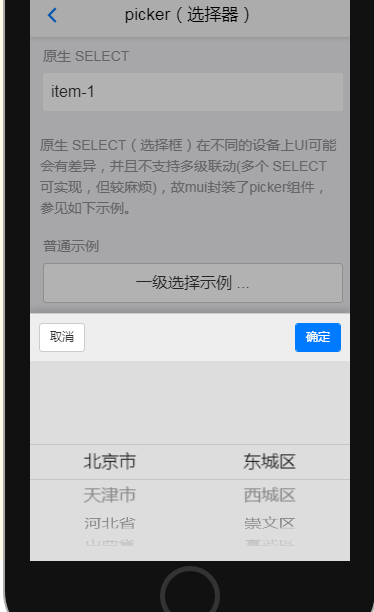 picker（选择器）
原生 SELECT
item-1
原生 SELECT（选择框）在不同的设备上UI可能
会有差异，并且不支持多级联动(多个 SELECT
可实现，但较麻烦)，故mui封装了picker组件，
参见如下示例。
普通示例
一级选择示例 ...
取消 确定
北京市 东城区
天津市 西城区
河北省 崇文区